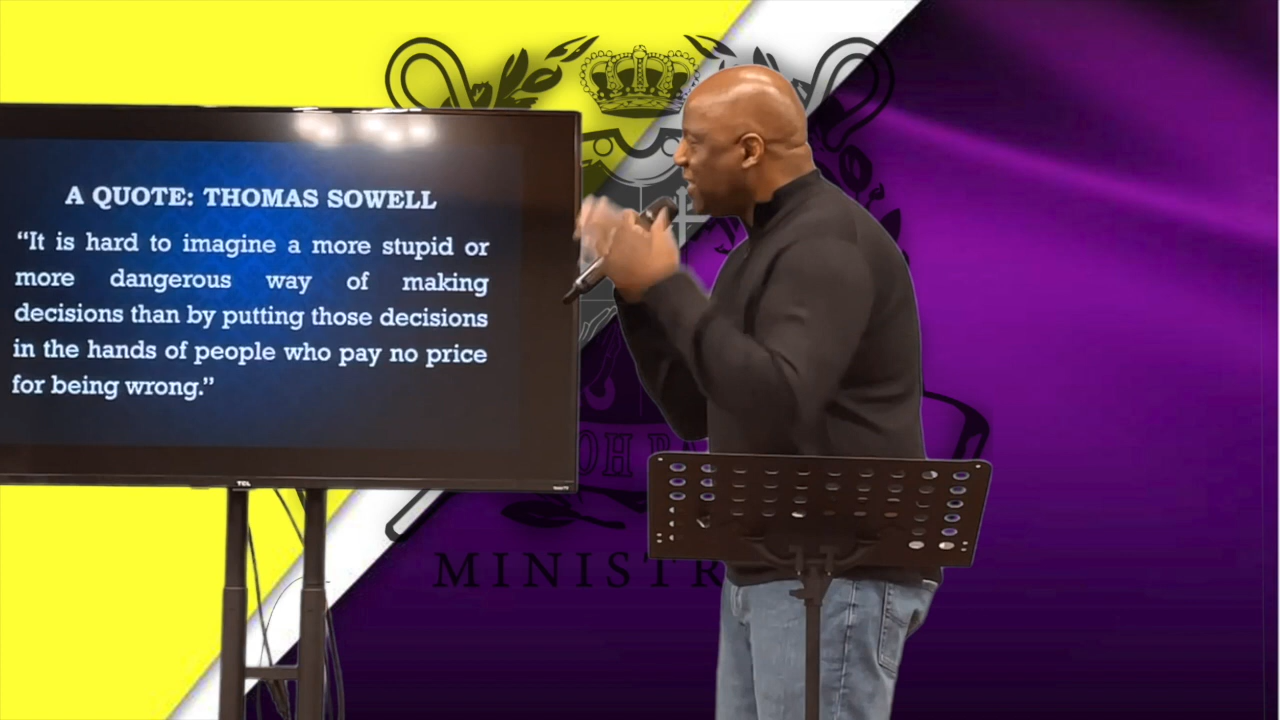 A QUOTE: THOMAS SOWELL
“It is hard to imagine a more stupid or
more dangerous way of making
decisions than by putting those decisions
in the hands of people who pay no price
for being wrong.”
TCL